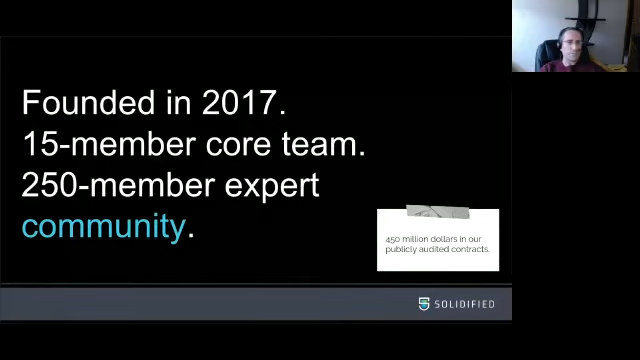 Founded in 2017.
15-member core team.
250-member expert
community.
450 million dollars in our
publicly audited contracts.
SOLIDIFIED